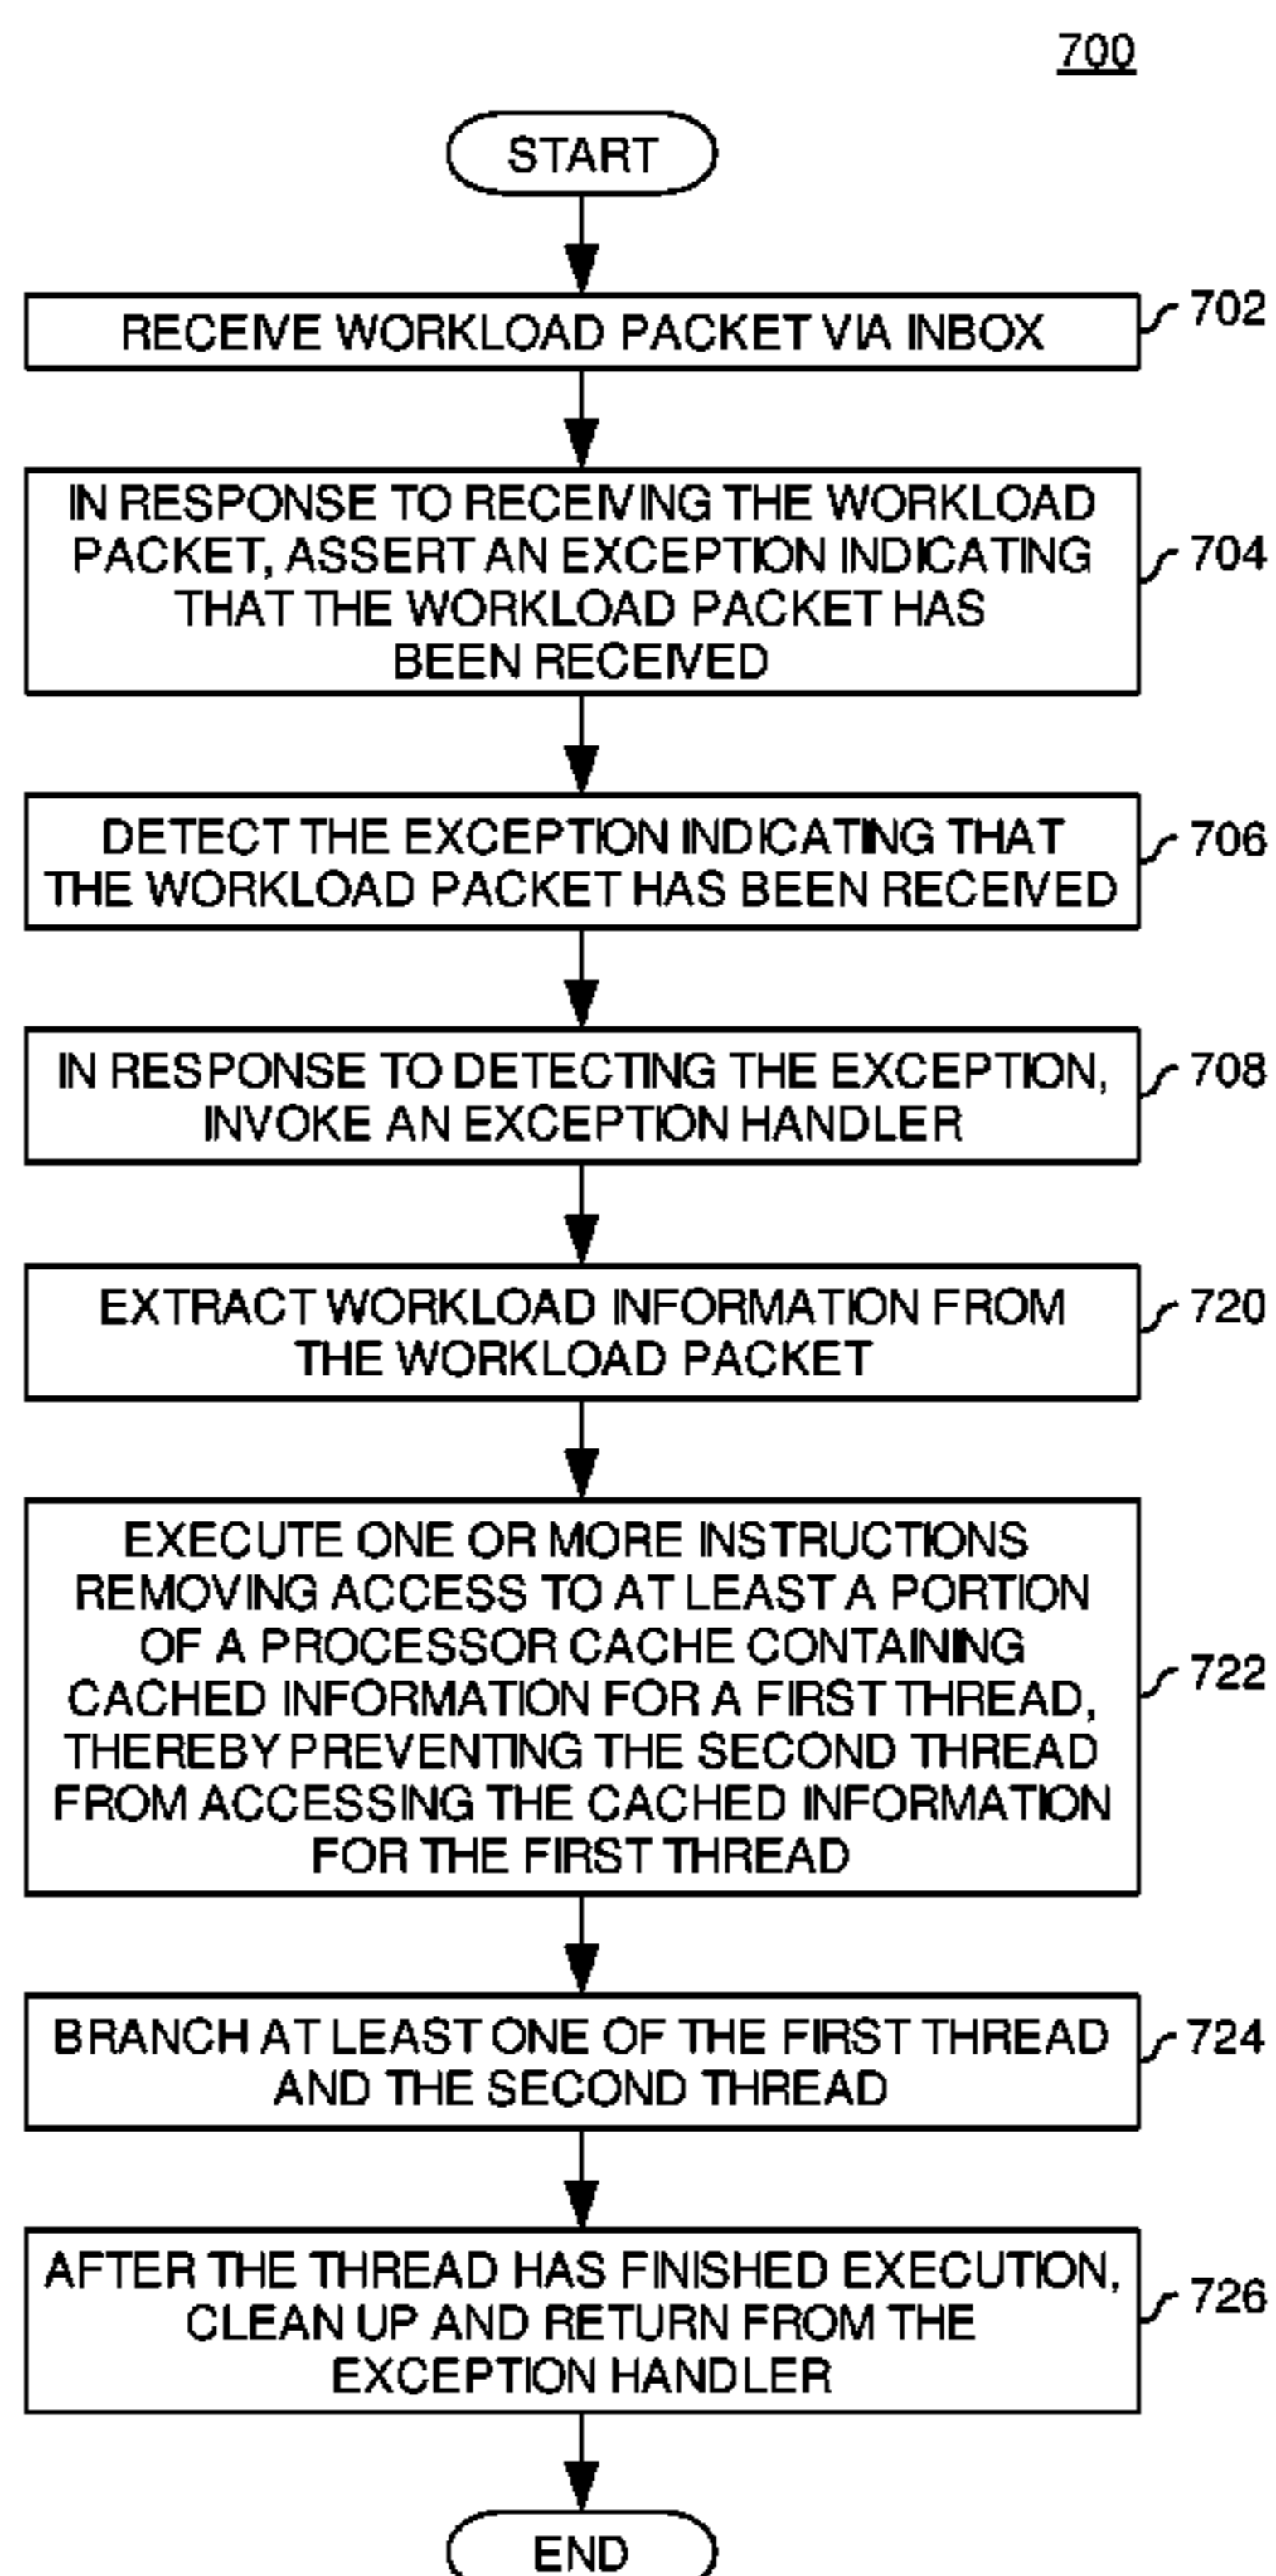 700
START
RECEIVE WORKLOAD PACKET VIA INBOX
702
IN RESPONSE TO RECEIVING THE WORKLOAD
PACKET, ASSERT AN EXCEPTION INDICATING
THAT THE WORKLOAD PACKET HAS
BEEN RECEIVED
704
DETECT THE EXCEPTION INDICATING THAT
THE WORKLOAD PACKET HAS BEEN RECEIVED
706
IN RESPONSE TO DETECTING THE EXCEPTION,
INVOKE AN EXCEPTION HANDLER
708
EXTRACT WORKLOAD INFORMATION FROM
THE WORKLOAD PACKET
720
EXECUTE ONE OR MORE INSTRUCTIONS
REMOVING ACCESS TO AT LEAST A PORTION
OF A PROCESSOR CACHE CONTAINING
CACHED INFORMATION FOR A FIRST THREAD,
THEREBY PREVENTING THE SECOND THREAD
FROM ACCESSING THE CACHED INFORMATION
FOR THE FIRST THREAD
722
BRANCH AT LEAST ONE OF THE FIRST THREAD
AND THE SECOND THREAD
724
AFTER THE THREAD HAS FINISHED EXECUTION,
CLEAN UP AND RETURN FROM THE
EXCEPTION HANDLER
726
END